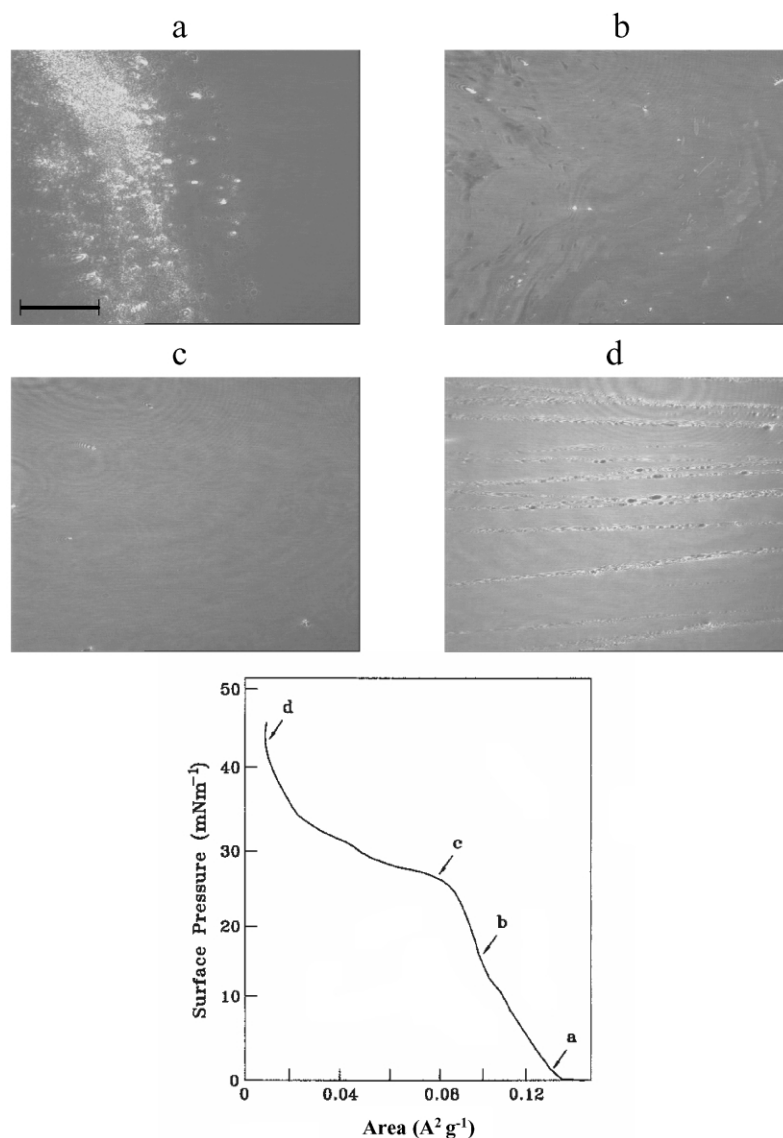 a
b
c
d
50
40
30
20
10
0
Surface Pressure (mNm⁻¹)
d
c
b
a
0
0.04
0.08
0.12
Area (A² g⁻¹)